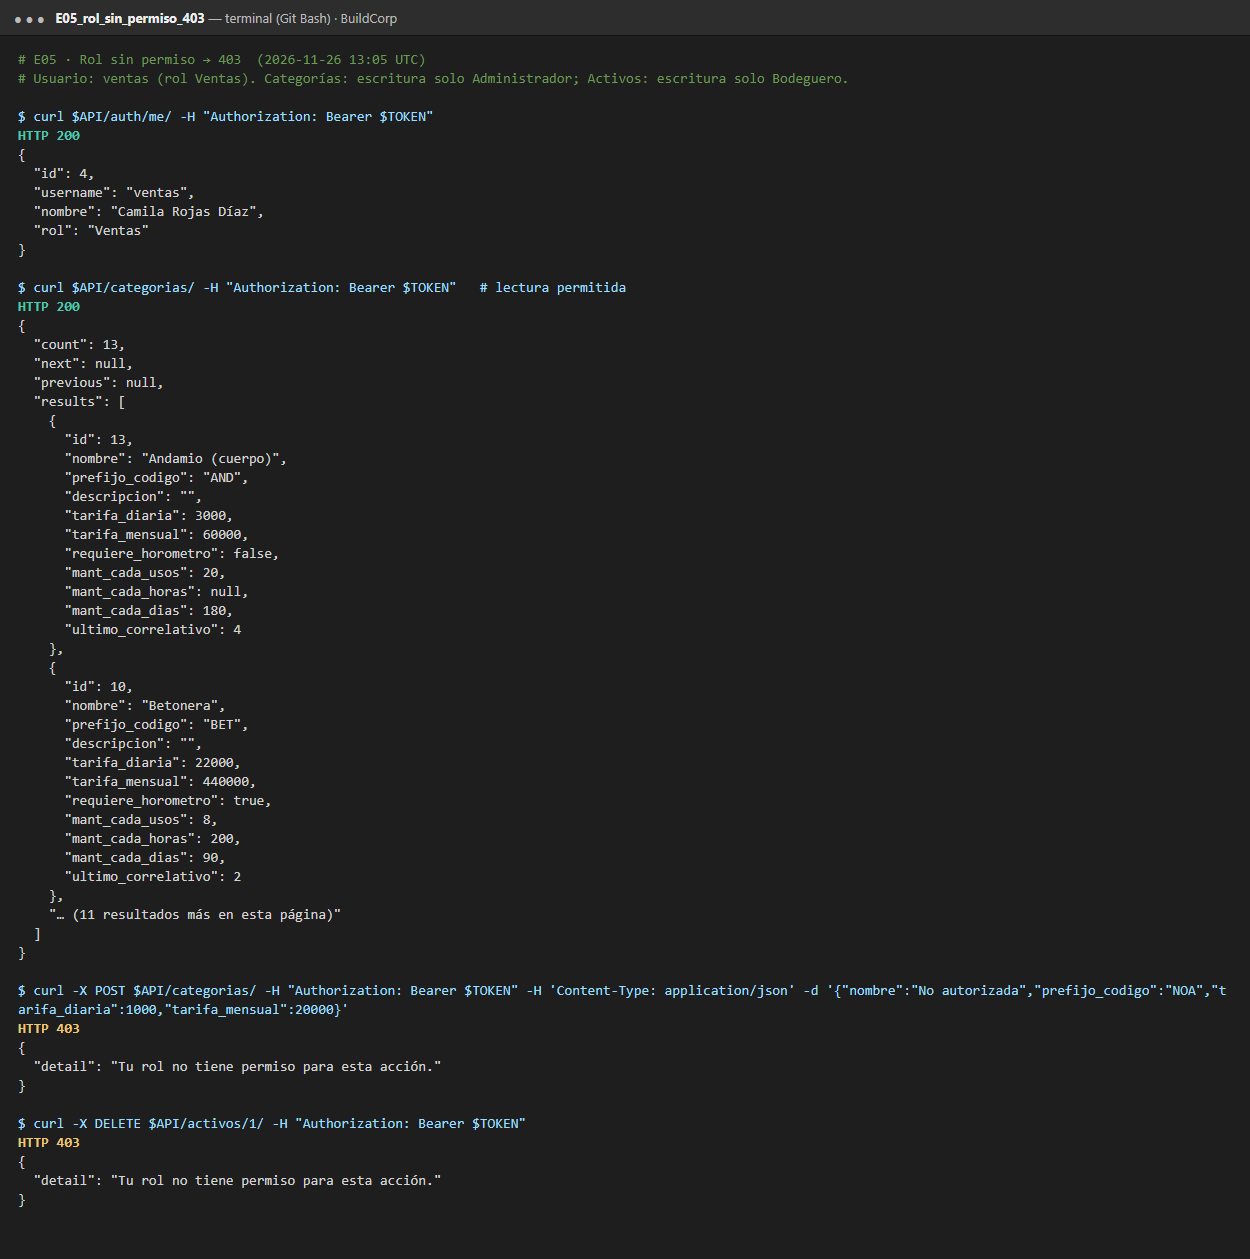 E05_rol_sin_permiso_403 — terminal (Git Bash) · BuildCorp
# E05 · Rol sin permiso → 403  (2026-11-26 13:05 UTC)
# Usuario: ventas (rol Ventas). Categorías: escritura solo Administrador; Activos: escritura solo Bodeguero.
$ curl $API/auth/me/ -H "Authorization: Bearer $TOKEN"
HTTP 200
{
  "id": 4,
  "username": "ventas",
  "nombre": "Camila Rojas Díaz",
  "rol": "Ventas"
}
$ curl $API/categorias/ -H "Authorization: Bearer $TOKEN"   # lectura permitida
HTTP 200
{
  "count": 13,
  "next": null,
  "previous": null,
  "results": [
    {
      "id": 13,
      "nombre": "Andamio (cuerpo)",
      "prefijo_codigo": "AND",
      "descripcion": "",
      "tarifa_diaria": 3000,
      "tarifa_mensual": 60000,
      "requiere_horometro": false,
      "mant_cada_usos": 20,
      "mant_cada_horas": null,
      "mant_cada_dias": 180,
      "ultimo_correlativo": 4
    },
    {
      "id": 10,
      "nombre": "Betonera",
      "prefijo_codigo": "BET",
      "descripcion": "",
      "tarifa_diaria": 22000,
      "tarifa_mensual": 440000,
      "requiere_horometro": true,
      "mant_cada_usos": 8,
      "mant_cada_horas": 200,
      "mant_cada_dias": 90,
      "ultimo_correlativo": 2
    },
    "… (11 resultados más en esta página)"
  ]
}
$ curl -X POST $API/categorias/ -H "Authorization: Bearer $TOKEN" -H 'Content-Type: application/json' -d '{"nombre":"No autorizada","prefijo_codigo":"NOA","t
arifa_diaria":1000,"tarifa_mensual":20000}'
HTTP 403
{
  "detail": "Tu rol no tiene permiso para esta acción."
}
$ curl -X DELETE $API/activos/1/ -H "Authorization: Bearer $TOKEN"
HTTP 403
{
  "detail": "Tu rol no tiene permiso para esta acción."
}